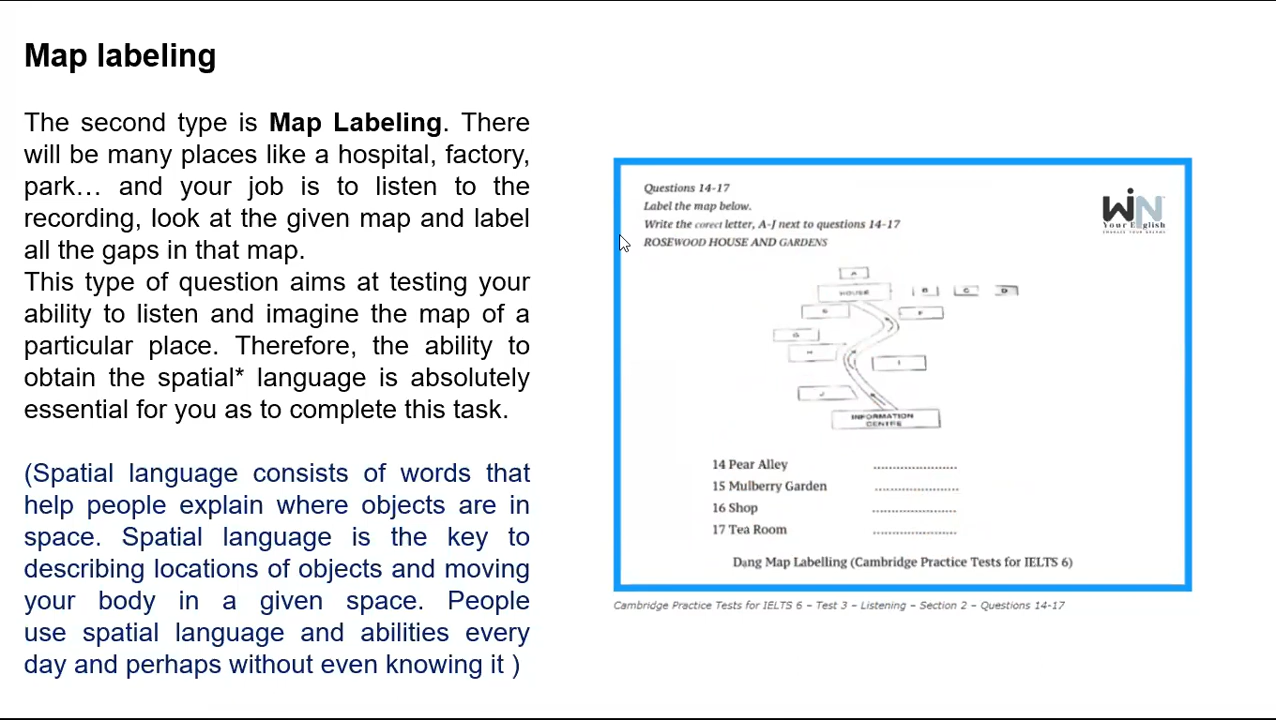 Map labeling
The second type is Map Labeling. There
will be many places like a hospital, factory,
park… and your job is to listen to the
recording, look at the given map and label
all the gaps in that map.
This type of question aims at testing your
ability to listen and imagine the map of a
particular place. Therefore, the ability to
obtain the spatial* language is absolutely
essential for you as to complete this task.
(Spatial language consists of words that
help people explain where objects are in
space. Spatial language is the key to
describing locations of objects and moving
your body in a given space. People
use spatial language and abilities every
day and perhaps without even knowing it )
Questions 14-17
Label the map below.
Write the corect letter, A-J next to questions 14-17
ROSEWOOD HOUSE AND GARDENS
WIN
Your English
A
HOUSE
B C D
F
G
H
I
J
INFORMATION
CENTRE
14 Pear Alley ........................
15 Mulberry Garden ........................
16 Shop ........................
17 Tea Room ........................
Dạng Map Labelling (Cambridge Practice Tests for IELTS 6)
Cambridge Practice Tests for IELTS 6 – Test 3 – Listening – Section 2 – Questions 14-17